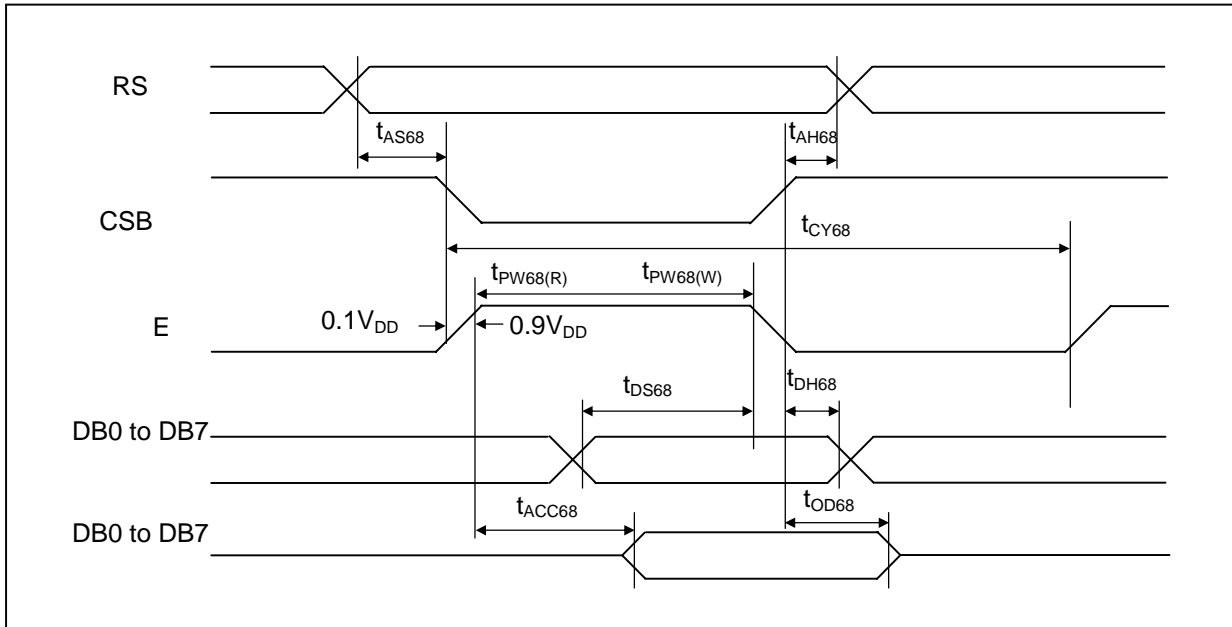 RS
tAS68
tAH68
CSB
tCY68
tPW68(R) tPW68(W)
E
0.1VDD
0.9VDD
tDS68
tDH68
DB0 to DB7
tACC68
tOD68
DB0 to DB7